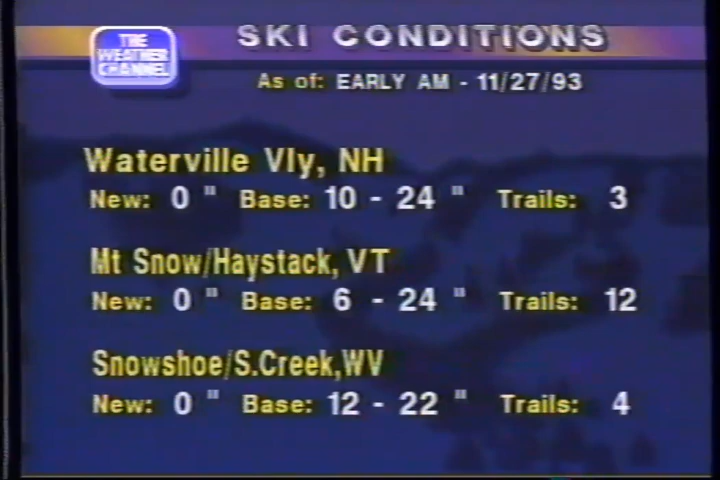 THE
WEATHER
CHANNEL
SKI CONDITIONS
As of: EARLY AM - 11/27/93
Waterville Vly, NH
New: 0 " Base: 10 - 24 " Trails: 3
Mt Snow/Haystack, VT
New: 0 " Base: 6 - 24 " Trails: 12
Snowshoe/S.Creek,WV
New: 0 " Base: 12 - 22 " Trails: 4